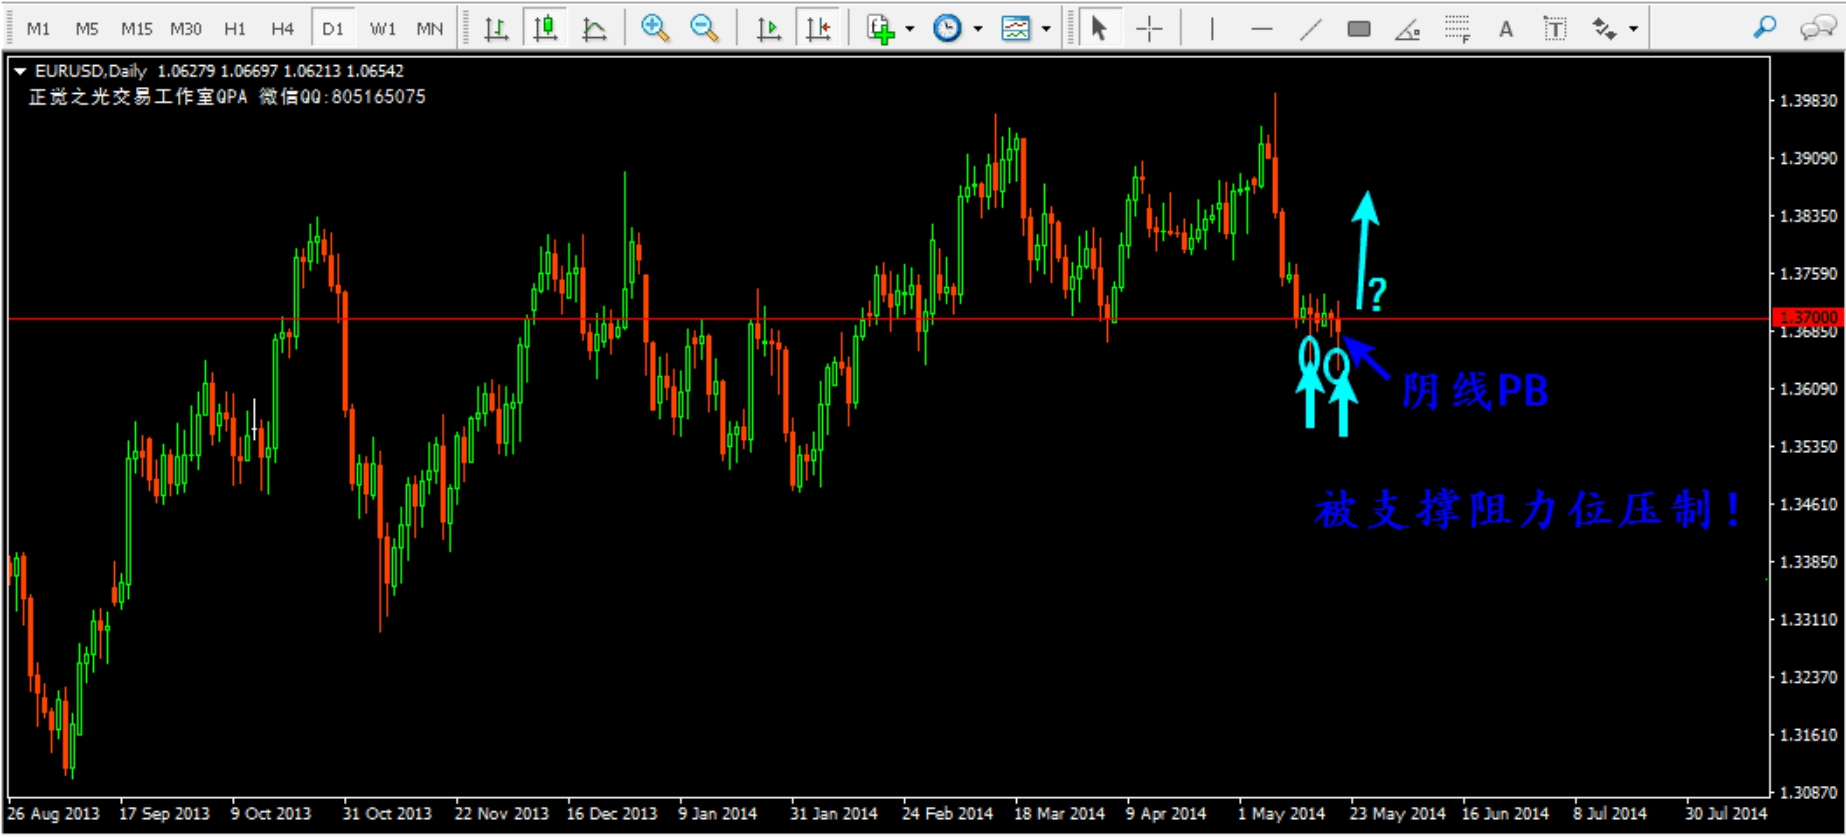 M1 M5 M15 M30 H1 H4 D1 W1 MN F A T
EURUSD,Daily 1.06279 1.06697 1.06213 1.06542
正觉之光交易工作室QPA 微信QQ:805165075
1.39830
1.39090
1.38350
1.37590
?
1.37000
1.36850
1.36090
阴线PB
1.35350
1.34610
被支撑阻力位压制！
1.33850
1.33110
1.32370
1.31610
1.30870
26 Aug 2013 17 Sep 2013 9 Oct 2013 31 Oct 2013 22 Nov 2013 16 Dec 2013 9 Jan 2014 31 Jan 2014 24 Feb 2014 18 Mar 2014 9 Apr 2014 1 May 2014 23 May 2014 16 Jun 2014 8 Jul 2014 30 Jul 2014